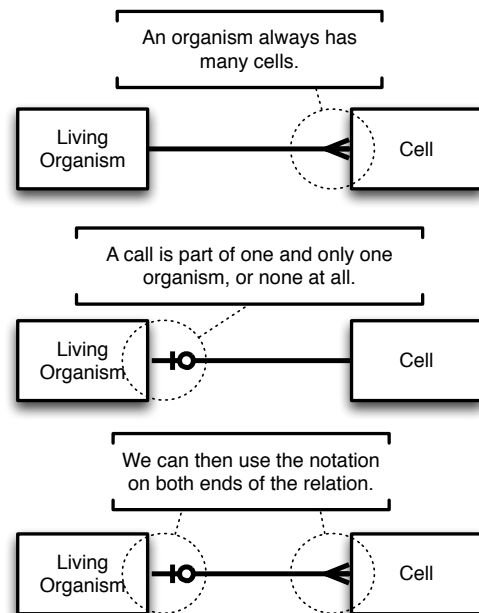 An organism always has
many cells.
Living
Organism
Cell
A call is part of one and only one
organism, or none at all.
Living
Organism
Cell
We can then use the notation
on both ends of the relation.
Living
Organism
Cell